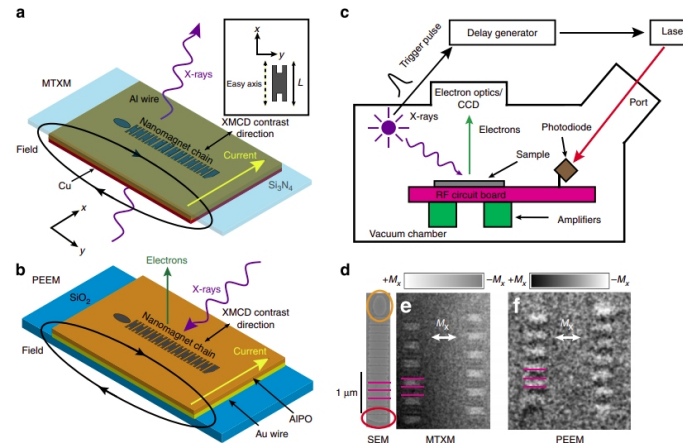 a
MTXM
X-rays
Al wire
x
y
Easy axis
L
XMCD contrast
direction
Nanomagnet chain
Field
Current
Cu
Si3N4
x
y
b
PEEM
Electrons
X-rays
SiO2
XMCD contrast
direction
Nanomagnet chain
Field
Current
AlPO
Au wire
c
Trigger pulse
Delay generator
Laser
Electron optics/
CCD
Port
X-rays
Electrons
Photodiode
Sample
RF circuit board
Amplifiers
Vacuum chamber
d
+Mx
–Mx
+Mx
–Mx
e
f
Mx
Mx
1 μm
SEM
MTXM
PEEM